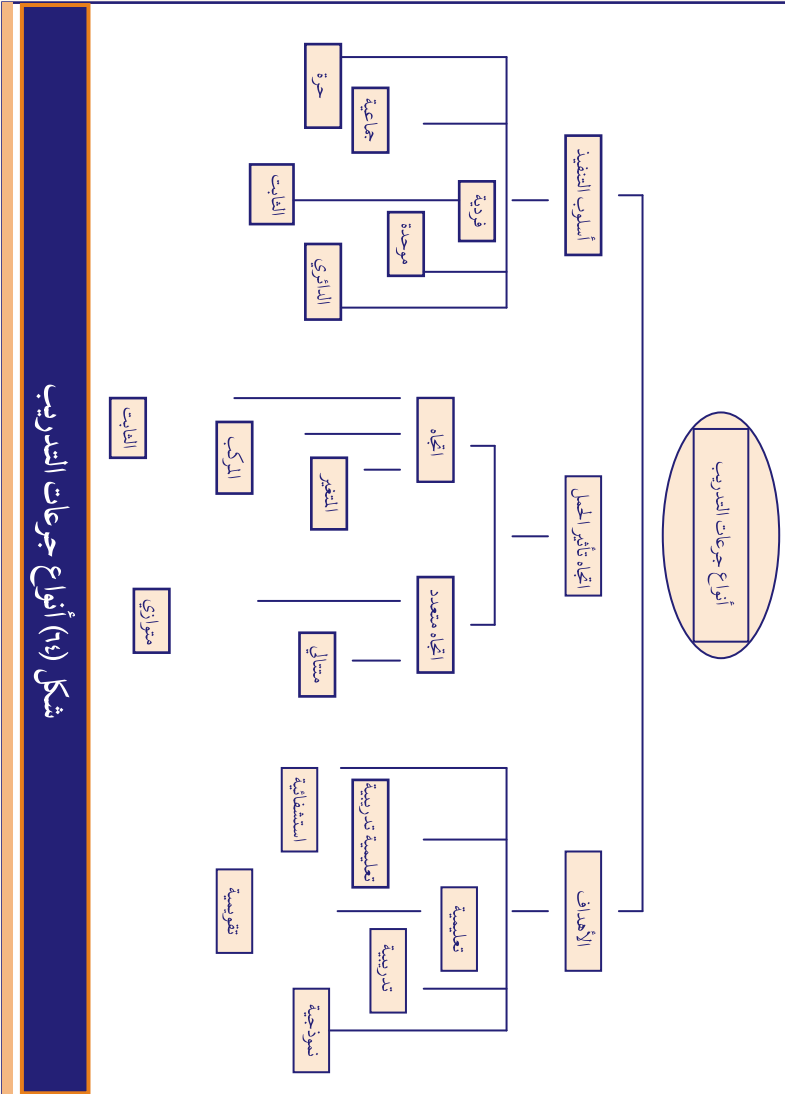 أنواع جرعات التدريب
الأهداف
اتجاه تأثير الحمل
أسلوب التنفيذ
نموذجية
تدريبية
تعليمية
تقويمية
تعليمية تدريبية
استشفائية
اتجاه متعدد
اتجاه
متتالي
متوازي
المتغير
المركب
الثابت
الدائري
موحدة
فردية
الثابت
جماعية
حرة
شكل (٦٤) أنواع جرعات التدريب